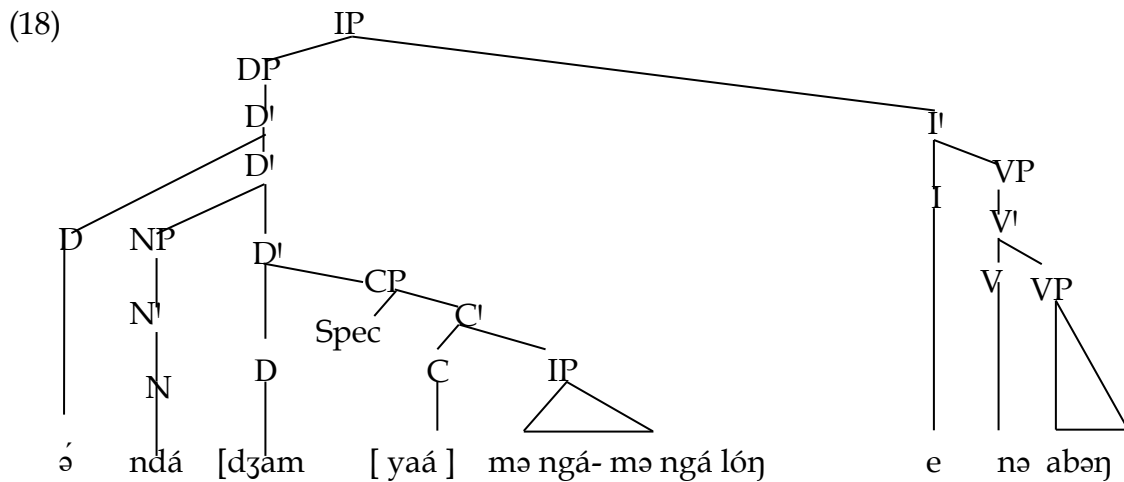 (18) IP
DP
D' I'
D' VP
I
D NP D' V'
CP V VP
N' Spec C'
N D C IP
ə́ ndá [dʒam [ yaá ] mə ngá- mə ngá lóŋ e nə abəŋ